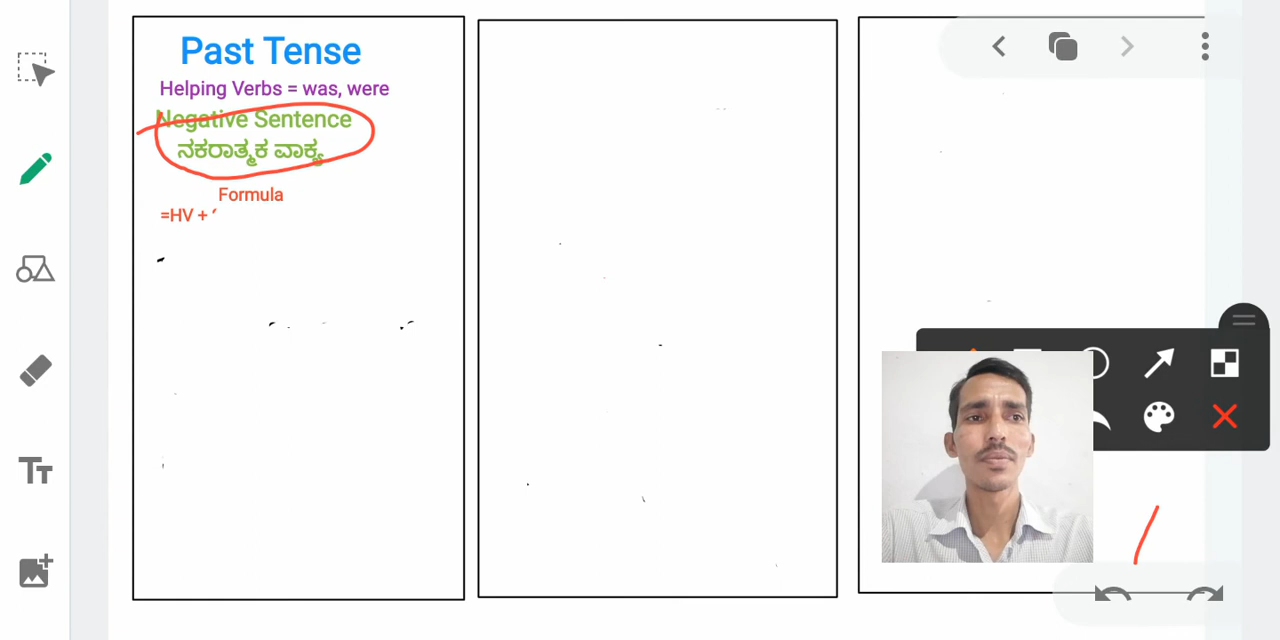 Past Tense
Helping Verbs = was, were
Negative Sentence
ನಕರಾತ್ಮಕ ವಾಕ್ಯ
Formula
=HV +